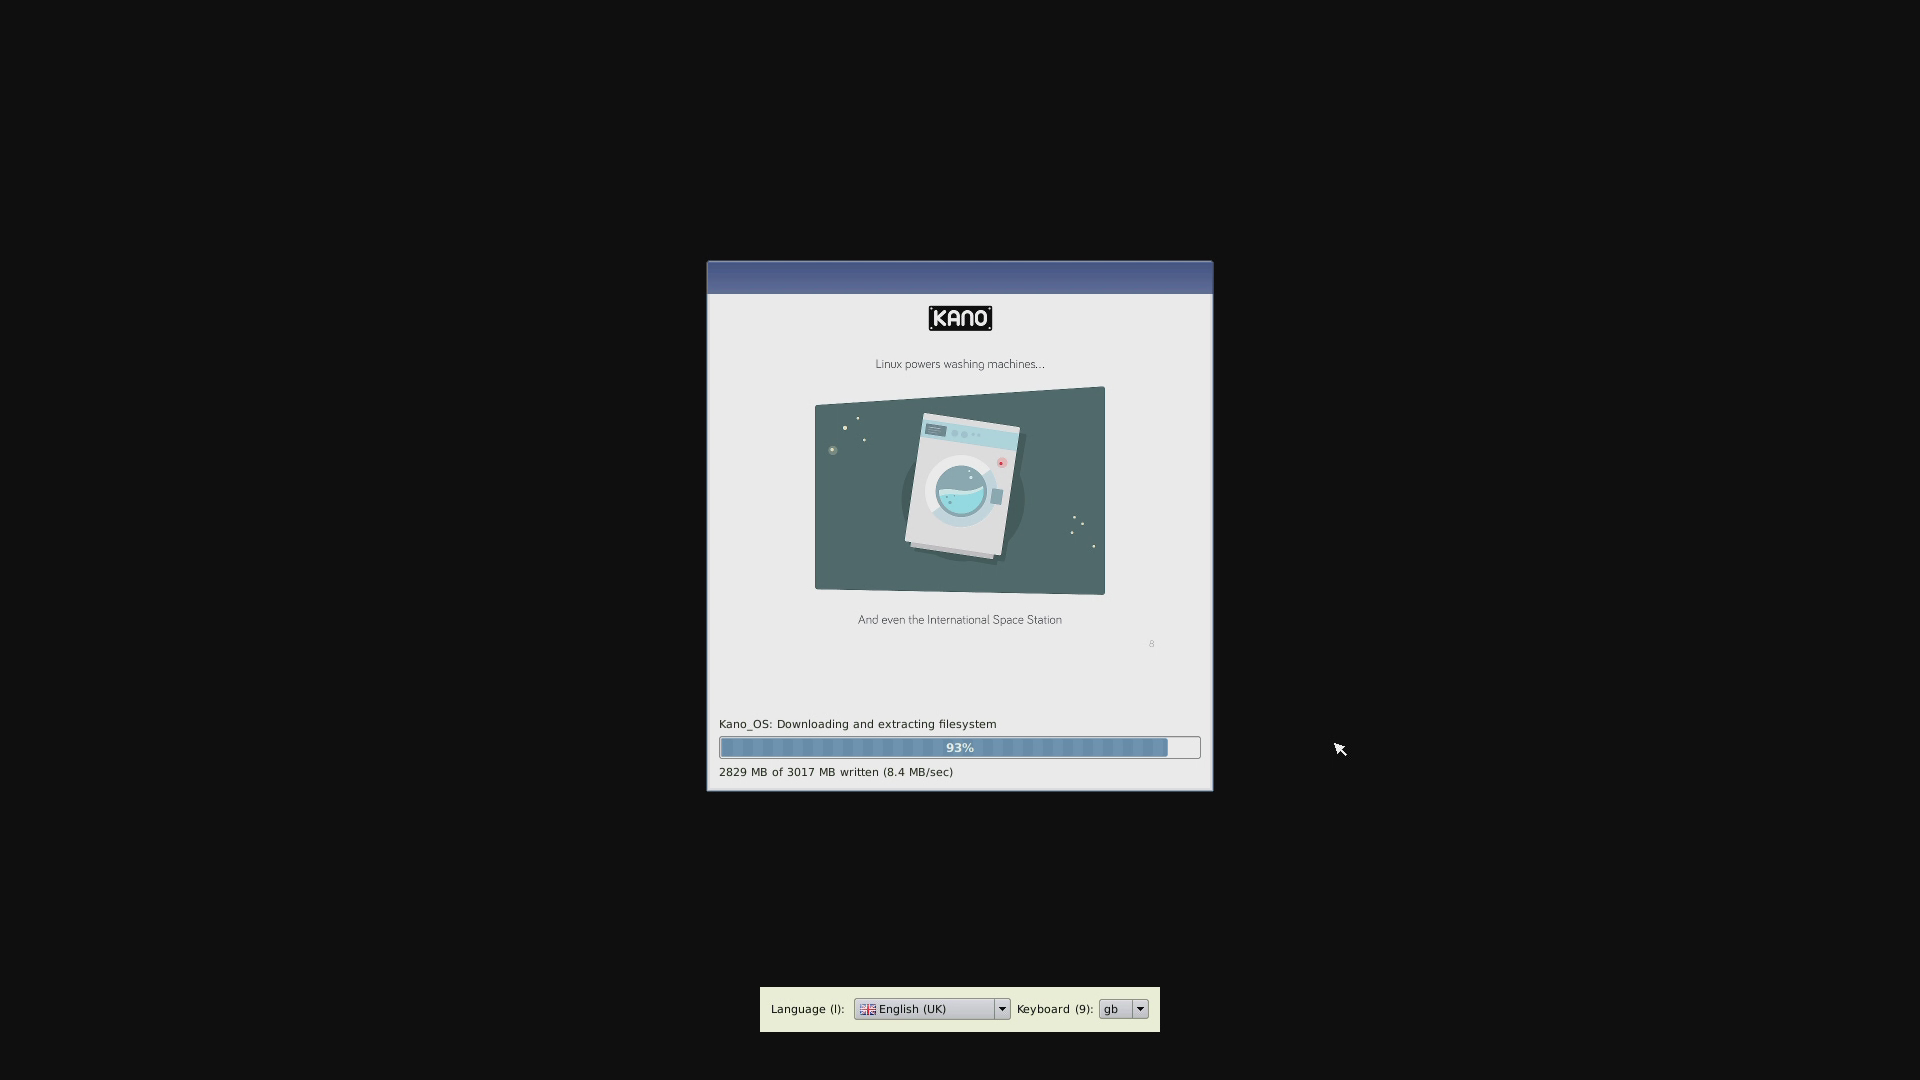 KANO
Linux powers washing machines...
And even the International Space Station
8
Kano_OS: Downloading and extracting filesystem
93%
2829 MB of 3017 MB written (8.4 MB/sec)
Language (l): English (UK) Keyboard (9): gb